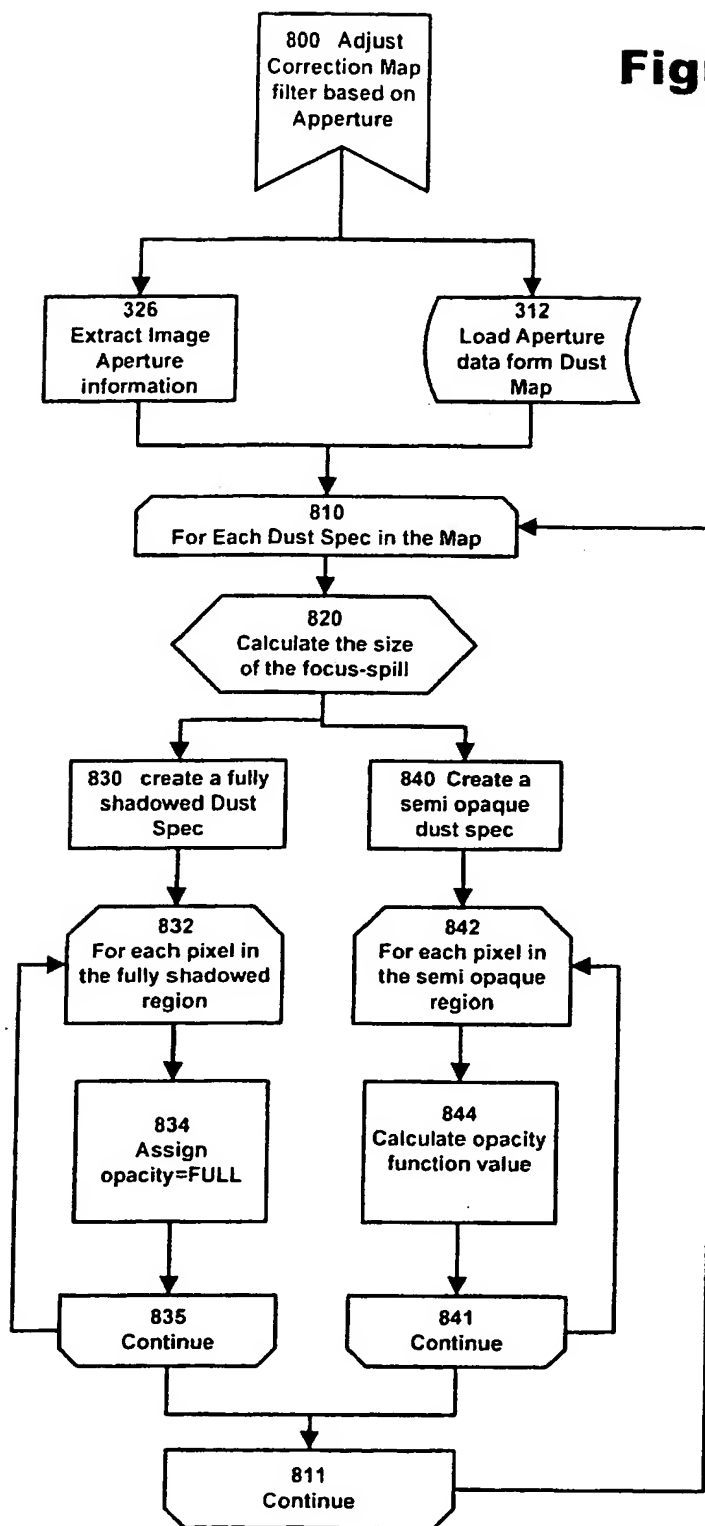 800 Adjust
Correction Map
filter based on
Apperture
Figu
326
Extract Image
Aperture
information
312
Load Aperture
data form Dust
Map
810
For Each Dust Spec in the Map
820
Calculate the size
of the focus-spill
830 create a fully
shadowed Dust
Spec
840 Create a
semi opaque
dust spec
832
For each pixel in
the fully shadowed
region
842
For each pixel in
the semi opaque
region
834
Assign
opacity=FULL
844
Calculate opacity
function value
835
Continue
841
Continue
811
Continue